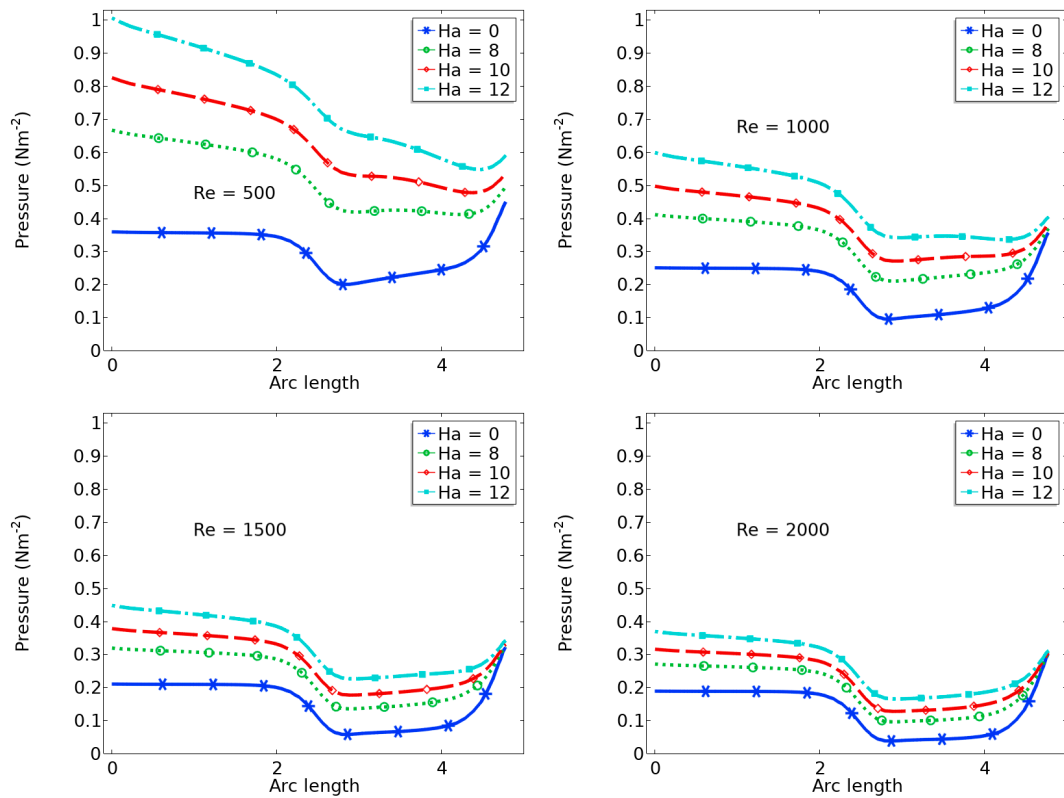 1
0.9
0.8
0.7
0.6
0.5
0.4
0.3
0.2
0.1
0
Pressure (Nm⁻²)
Ha = 0
Ha = 8
Ha = 10
Ha = 12
Re = 500
0 2 4
Arc length
1
0.9
0.8
0.7
0.6
0.5
0.4
0.3
0.2
0.1
0
Pressure (Nm⁻²)
Ha = 0
Ha = 8
Ha = 10
Ha = 12
Re = 1000
0 2 4
Arc length
1
0.9
0.8
0.7
0.6
0.5
0.4
0.3
0.2
0.1
0
Pressure (Nm⁻²)
Ha = 0
Ha = 8
Ha = 10
Ha = 12
Re = 1500
0 2 4
Arc length
1
0.9
0.8
0.7
0.6
0.5
0.4
0.3
0.2
0.1
0
Pressure (Nm⁻²)
Ha = 0
Ha = 8
Ha = 10
Ha = 12
Re = 2000
0 2 4
Arc length